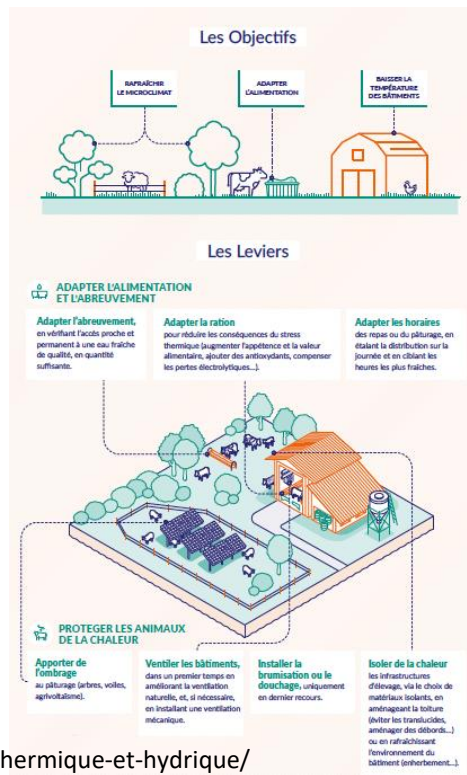 Les Objectifs
RAFRAÎCHIR
LE MICROCLIMAT
ADAPTER
L'ALIMENTATION
BAISSER LA
TEMPÉRATURE
DES BÂTIMENTS
Les Leviers
ADAPTER L'ALIMENTATION
ET L'ABREUVEMENT
Adapter l'abreuvement,
en vérifiant l'accès proche et
permanent à une eau fraîche
de qualité, en quantité
suffisante.
Adapter la ration
pour réduire les conséquences du stress
thermique (augmenter l'appétence et la valeur
alimentaire, ajouter des antioxydants, compenser
les pertes électrolytiques...).
Adapter les horaires
des repas ou du pâturage, en
étalant la distribution sur la
journée et en ciblant les
heures les plus fraîches.
PROTEGER LES ANIMAUX
DE LA CHALEUR
Apporter de
l'ombrage
au pâturage (arbres, voiles,
agrivoltaïsme).
Ventiler les bâtiments,
dans un premier temps en
améliorant la ventilation
naturelle, et, si nécessaire,
en installant une ventilation
mécanique.
Installer la
brumisation ou le
douchage, uniquement
en dernier recours.
Isoler de la chaleur
les infrastructures
d'élevage, via le choix de
matériaux isolants, en
aménageant la toiture
(éviter les translucides,
aménager des débords...)
ou en rafraîchissant
l'environnement du
bâtiment (enherbement...).
hermique-et-hydrique/